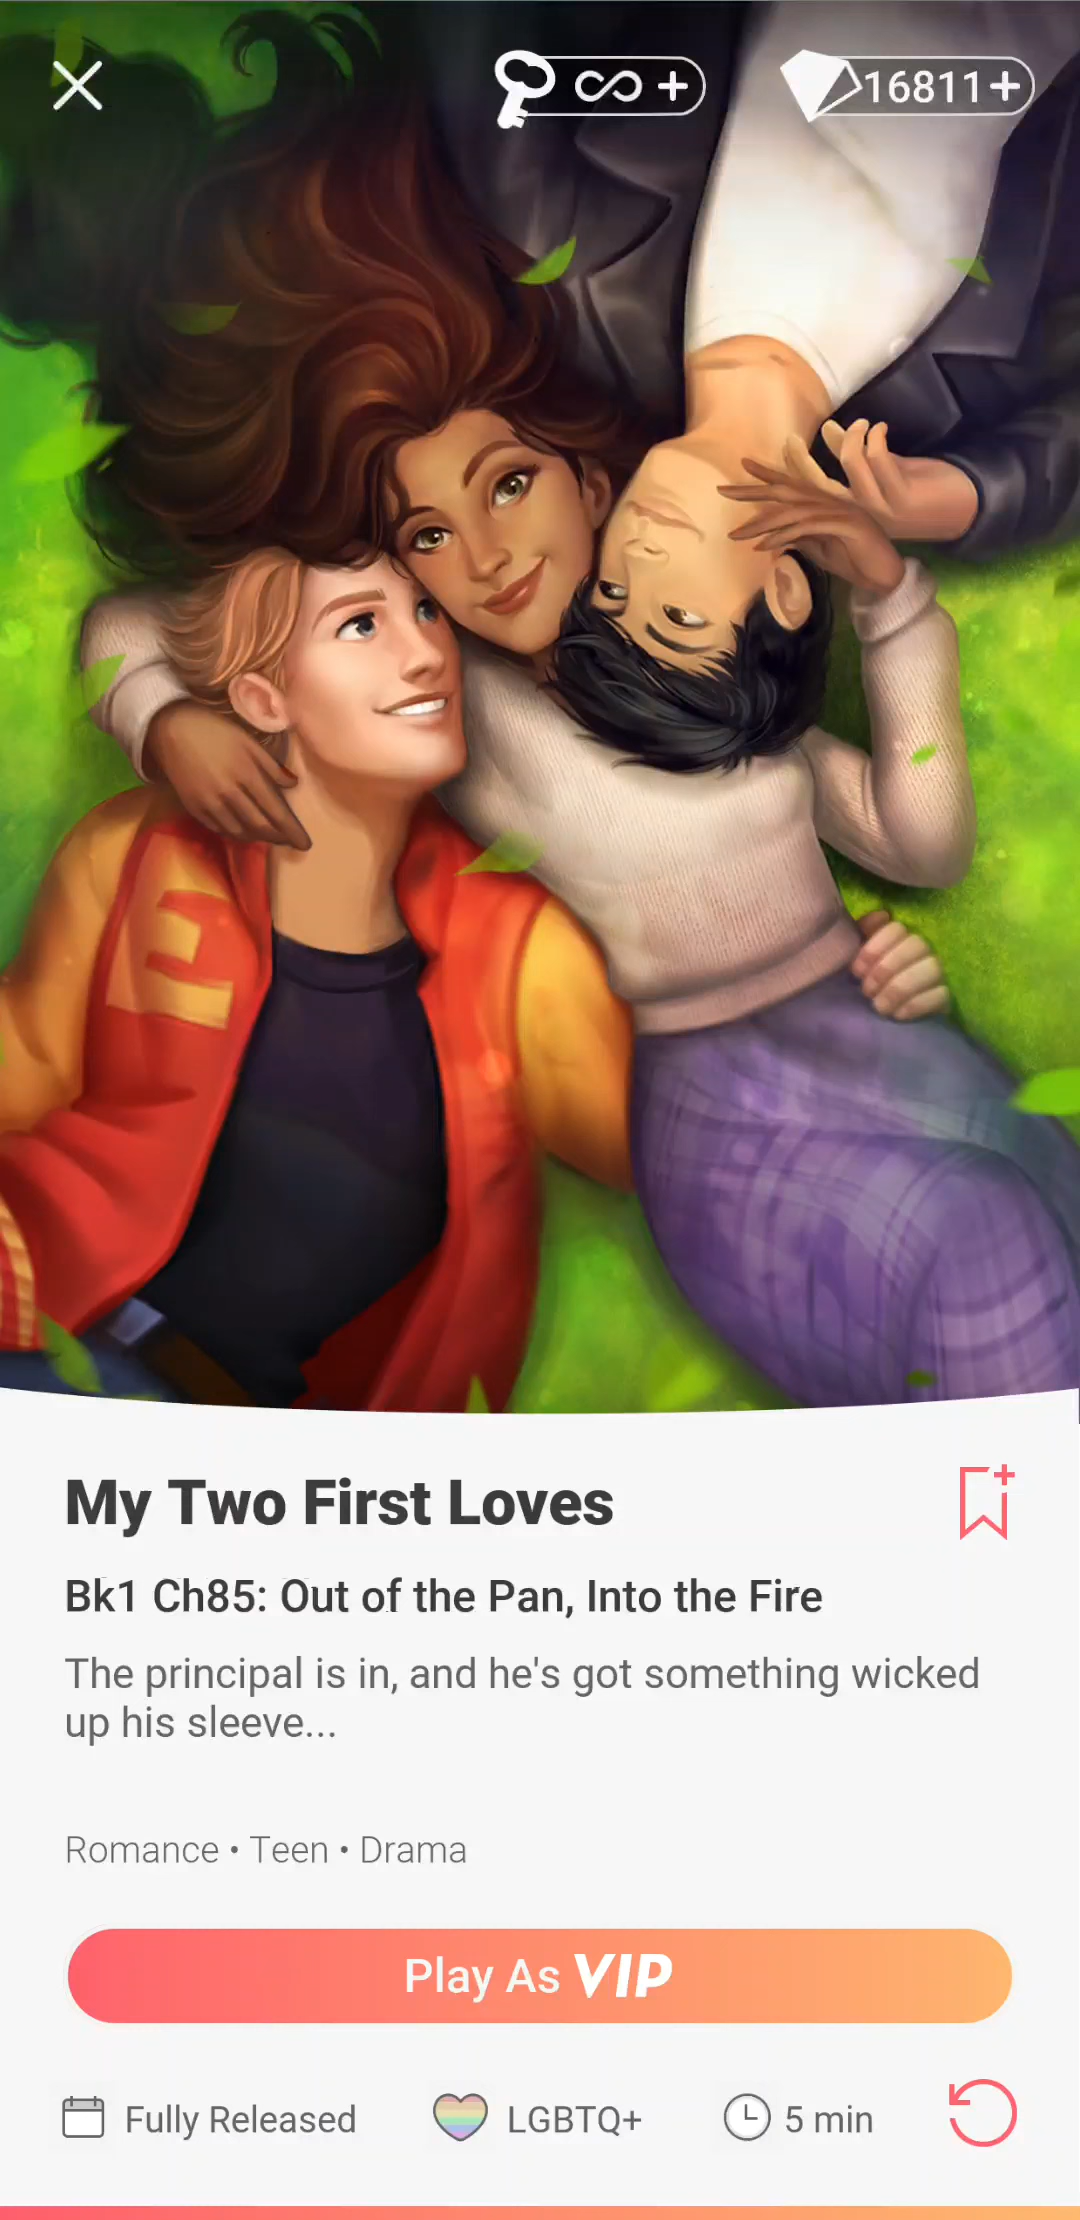 ∞ +
16811+
E
My Two First Loves
Bk1 Ch85: Out of the Pan, Into the Fire
The principal is in, and he's got something wicked
up his sleeve...
Romance • Teen • Drama
Play As VIP
Fully Released
LGBTQ+
5 min